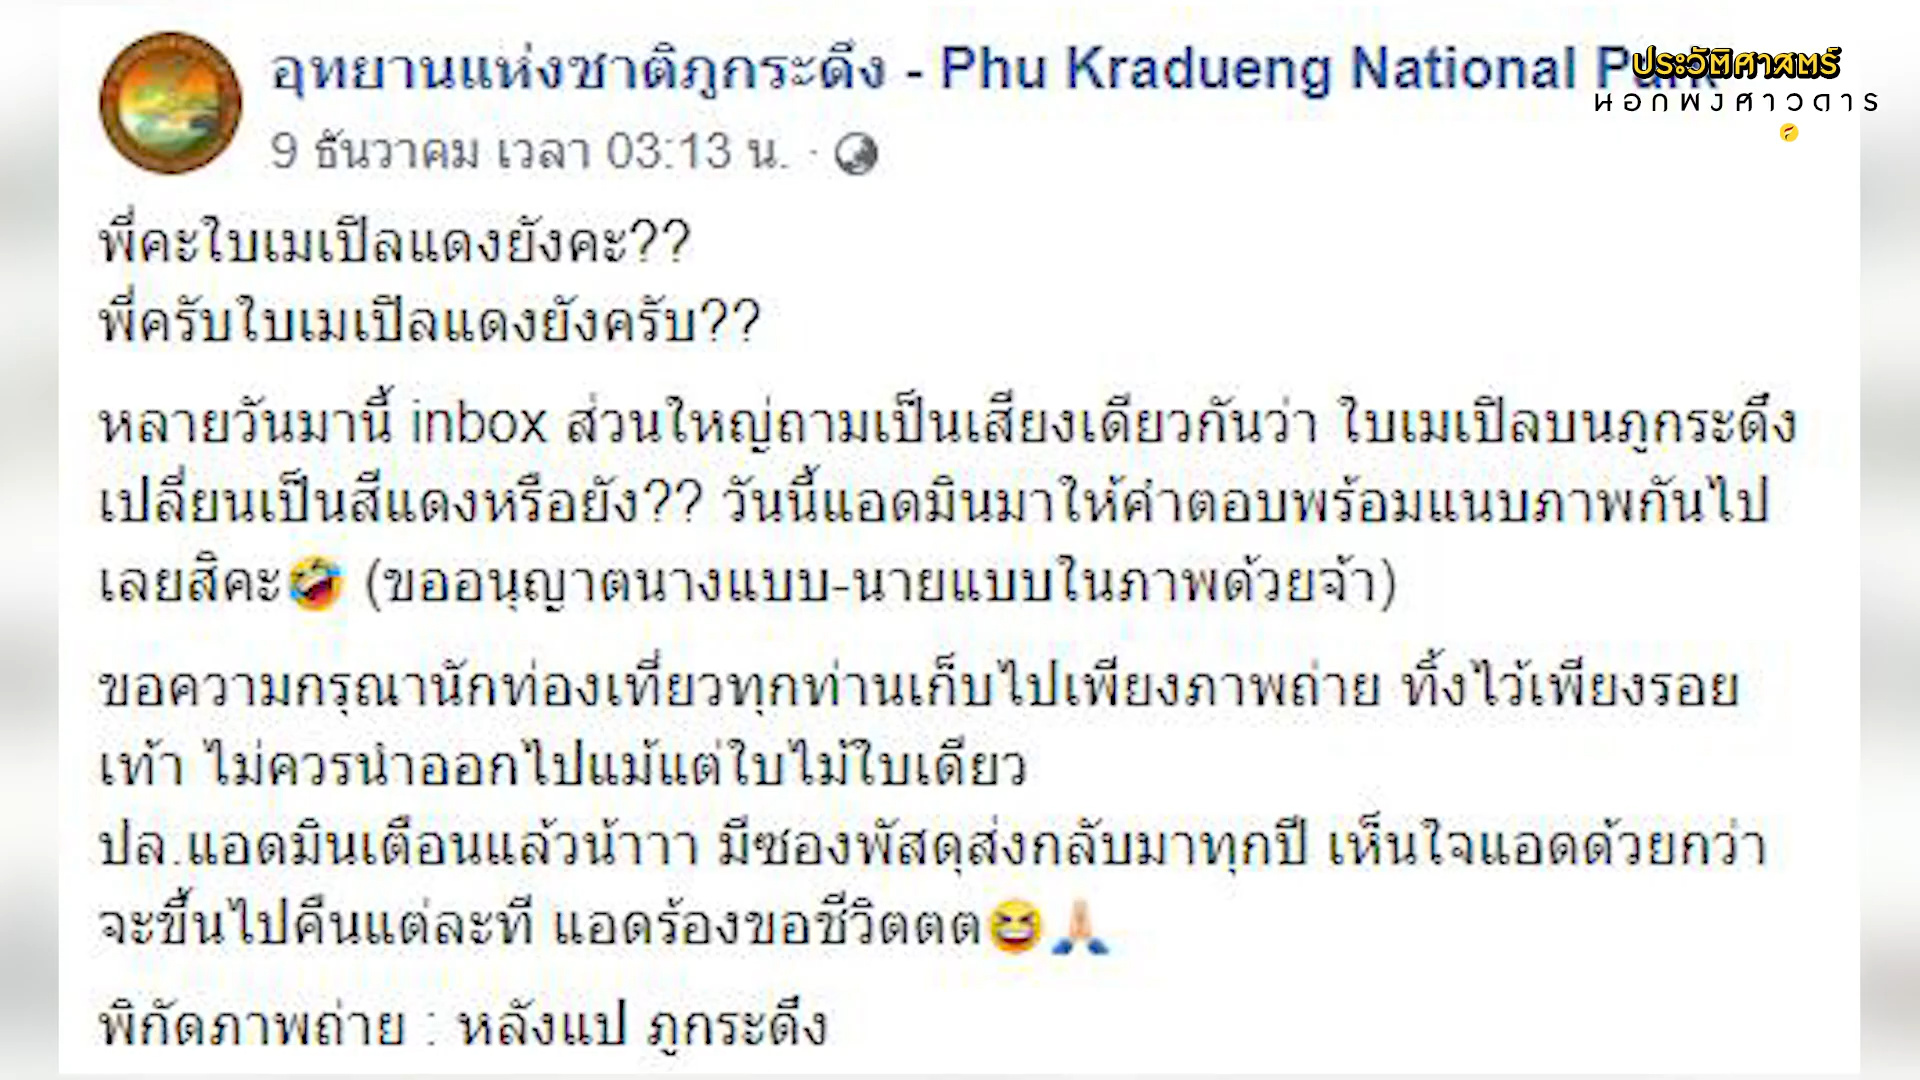 อุทยานแห่งชาติภูกระดึง - Phu Kradueng National Park
ประวัติศาสตร์
นอกพงศาวดาร
9 ธันวาคม เวลา 03:13 น. ·
พี่คะใบเมเปิลแดงยังคะ??
พี่ครับใบเมเปิลแดงยังครับ??
หลายวันมานี้ inbox ส่วนใหญ่ถามเป็นเสียงเดียวกันว่า ใบเมเปิลบนภูกระดึง
เปลี่ยนเป็นสีแดงหรือยัง?? วันนี้แอดมินมาให้คำตอบพร้อมแนบภาพกันไป
เลยสิคะ🤣 (ขออนุญาตนางแบบ-นายแบบในภาพด้วยจ้า)
ขอความกรุณานักท่องเที่ยวทุกท่านเก็บไปเพียงภาพถ่าย ทิ้งไว้เพียงรอย
เท้า ไม่ควรนำออกไปแม้แต่ใบไม้ใบเดียว
ปล.แอดมินเตือนแล้วน้าาา มีซองพัสดุส่งกลับมาทุกปี เห็นใจแอดด้วยกว่า
จะขึ้นไปคืนแต่ละที แอดร้องขอชีวิตตต😆🙏🏻
พิกัดภาพถ่าย : หลังแป ภูกระดึง